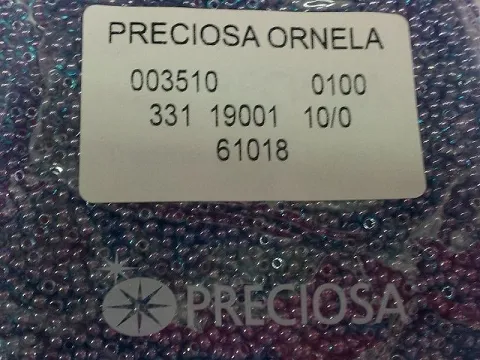 PRECIOSA ORNELA
003510 0100
331 19001 10/0
61018
PRECIOSA